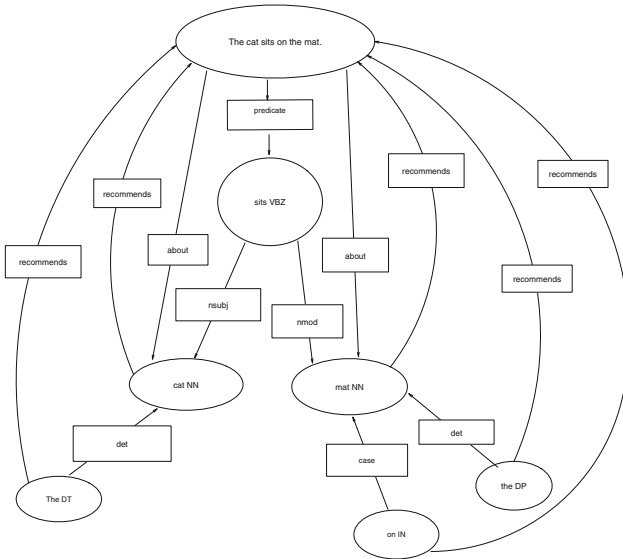 The cat sits on the mat.
predicate
recommends
recommends
recommends
sits VBZ
recommends
about
about
recommends
nsubj
nmod
cat NN
mat NN
det
det
case
The DT
the DP
on IN